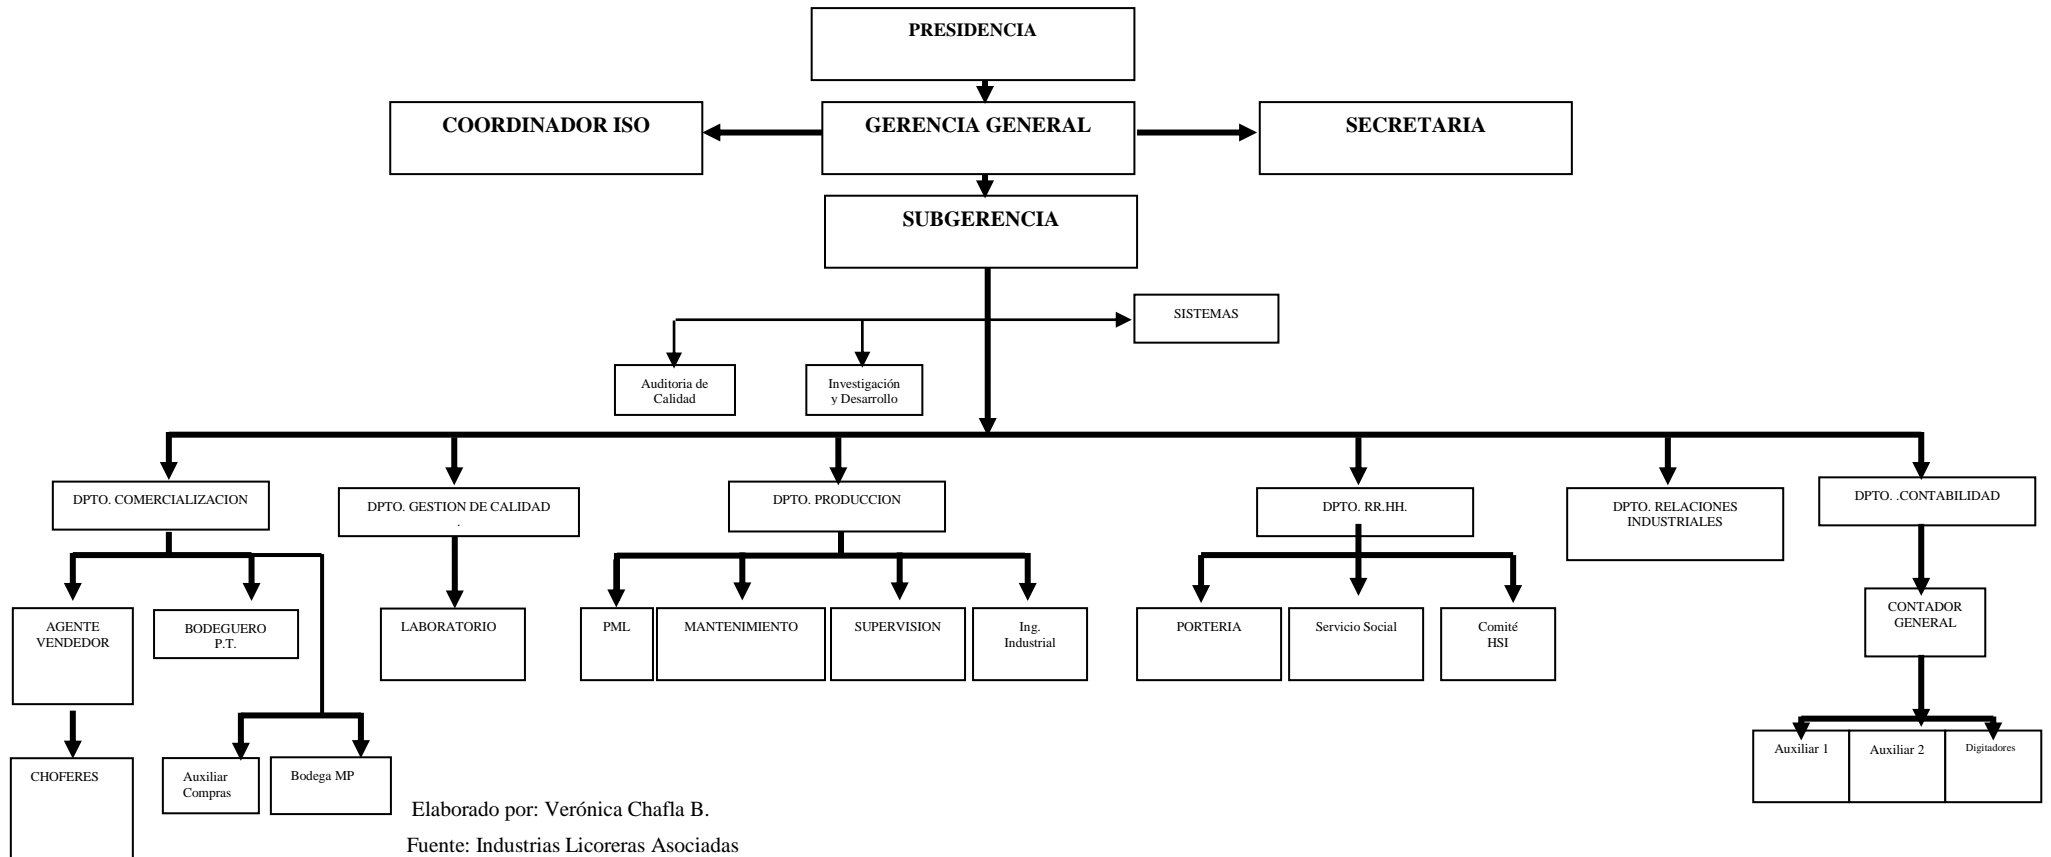 PRESIDENCIA
COORDINADOR ISO
GERENCIA GENERAL
SECRETARIA
SUBGERENCIA
SISTEMAS
Auditoria de
Calidad
Investigación
y Desarrollo
DPTO. COMERCIALIZACION
DPTO. GESTION DE CALIDAD
.
DPTO. PRODUCCION
DPTO. RR.HH.
DPTO. RELACIONES
INDUSTRIALES
DPTO. .CONTABILIDAD
AGENTE
VENDEDOR
BODEGUERO
P.T.
LABORATORIO
PML
MANTENIMIENTO
SUPERVISION
Ing.
Industrial
PORTERIA
Servicio Social
Comité
HSI
CONTADOR
GENERAL
CHOFERES
Auxiliar
Compras
Bodega MP
Auxiliar 1
Auxiliar 2
Digitadores
Elaborado por: Verónica Chafla B.
Fuente: Industrias Licoreras Asociadas